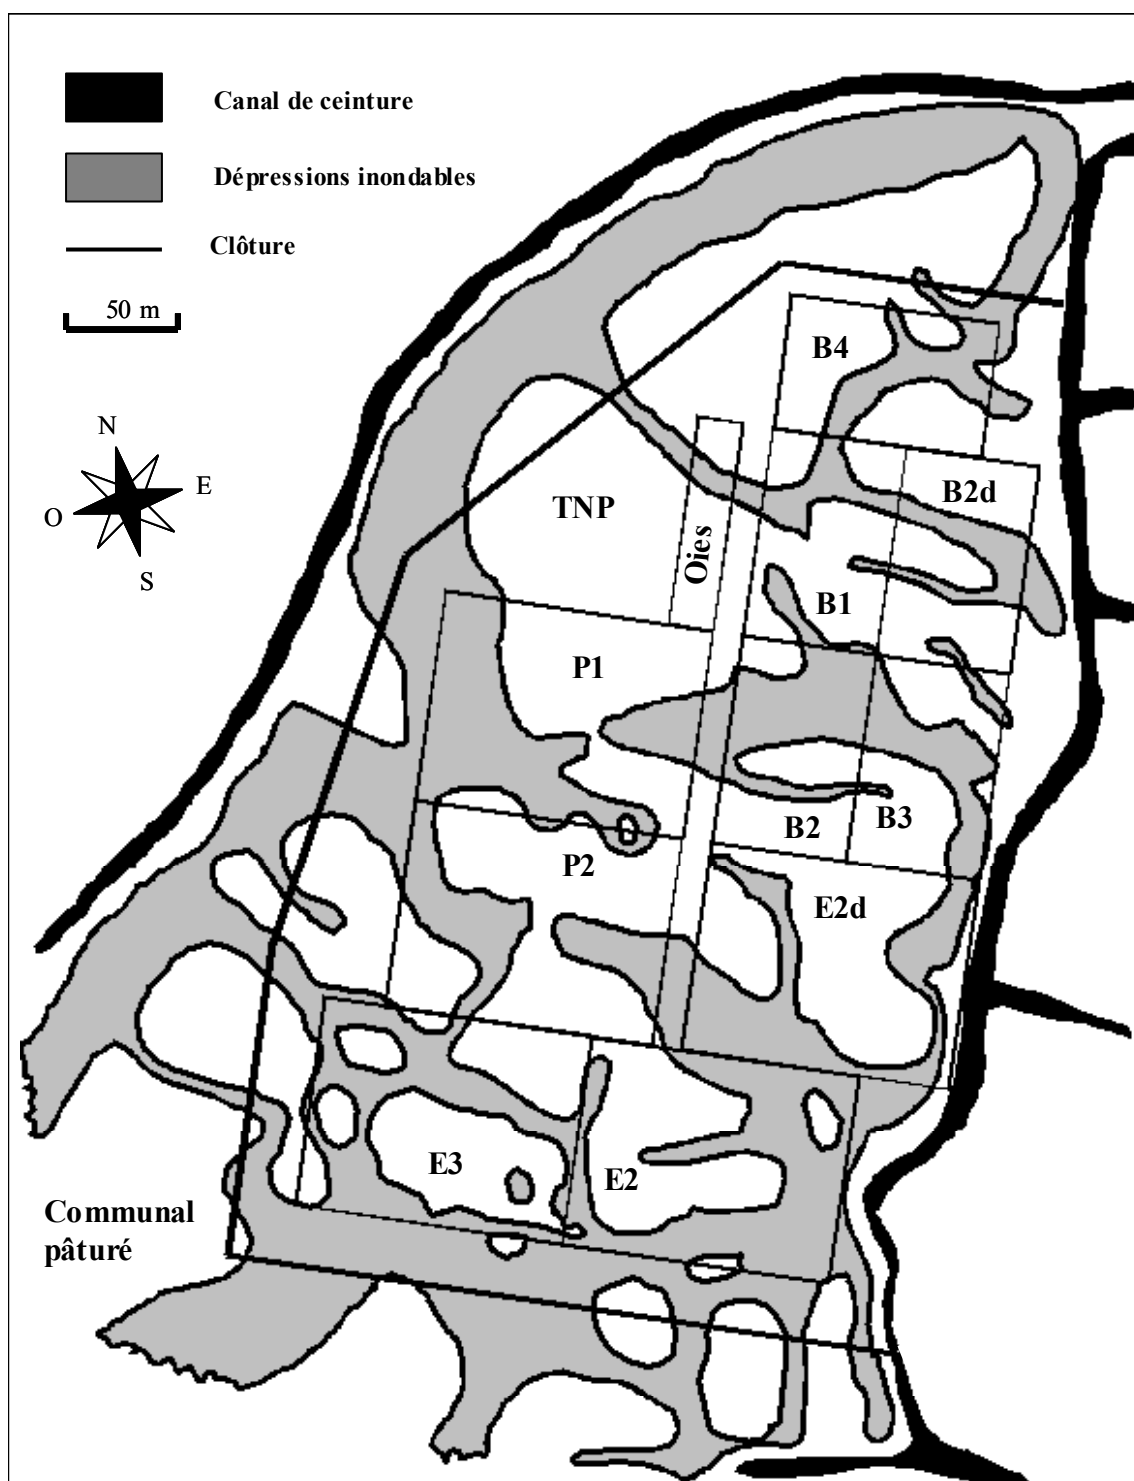 Canal de ceinture
Dépressions inondables
Clôture
50 m
N
E
O
S
B4
B2d
TNP
Oies
B1
P1
B2
B3
P2
E2d
E3
E2
Communal
pâturé